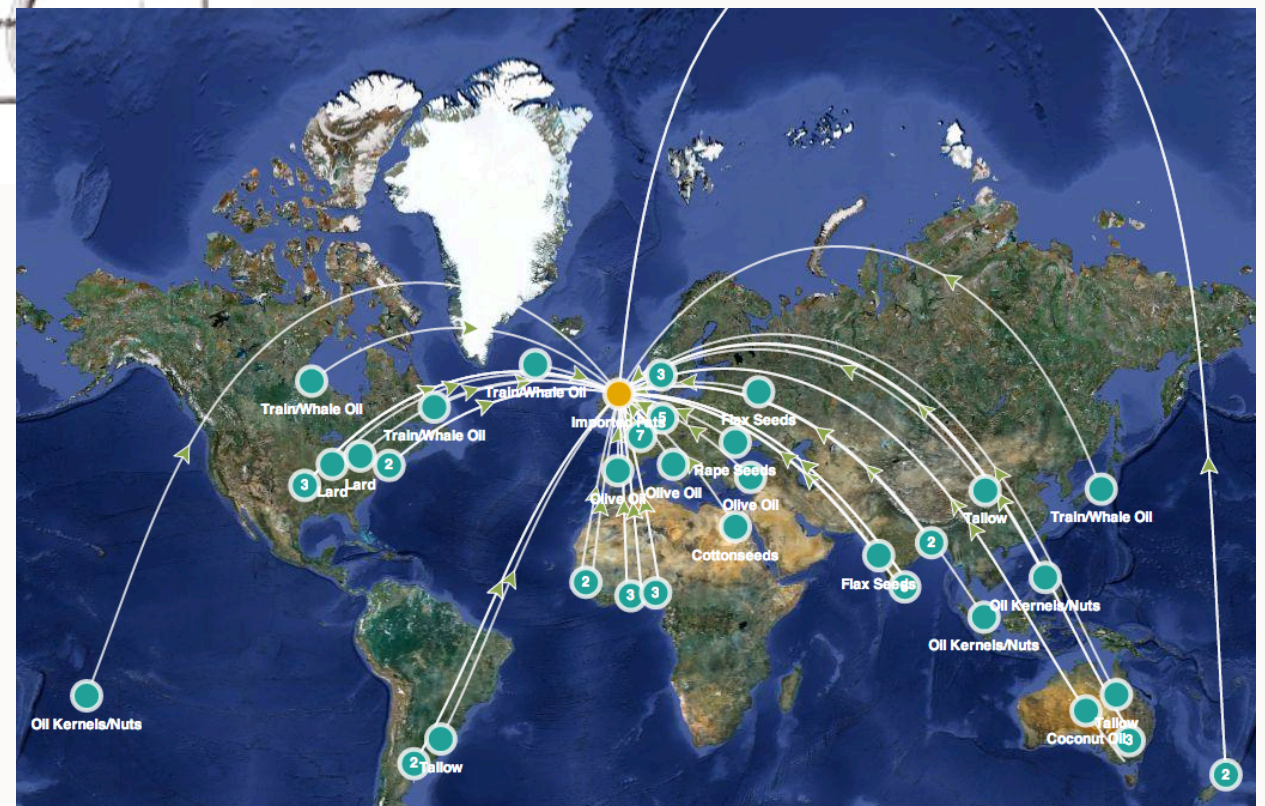 3
Train/Whale Oil
Train/Whale Oil
Imported Fats
5
Flax Seeds
Train/Whale Oil
7
2
3
Lard
Lard
Rape Seeds
Olive Oil
Olive Oil
Olive Oil
Tallow
Train/Whale Oil
2
Cottonseeds
2
3
3
Flax Seeds
Oil Kernels/Nuts
Oil Kernels/Nuts
Oil Kernels/Nuts
Tallow
Coconut Oil
3
2
Tallow
2